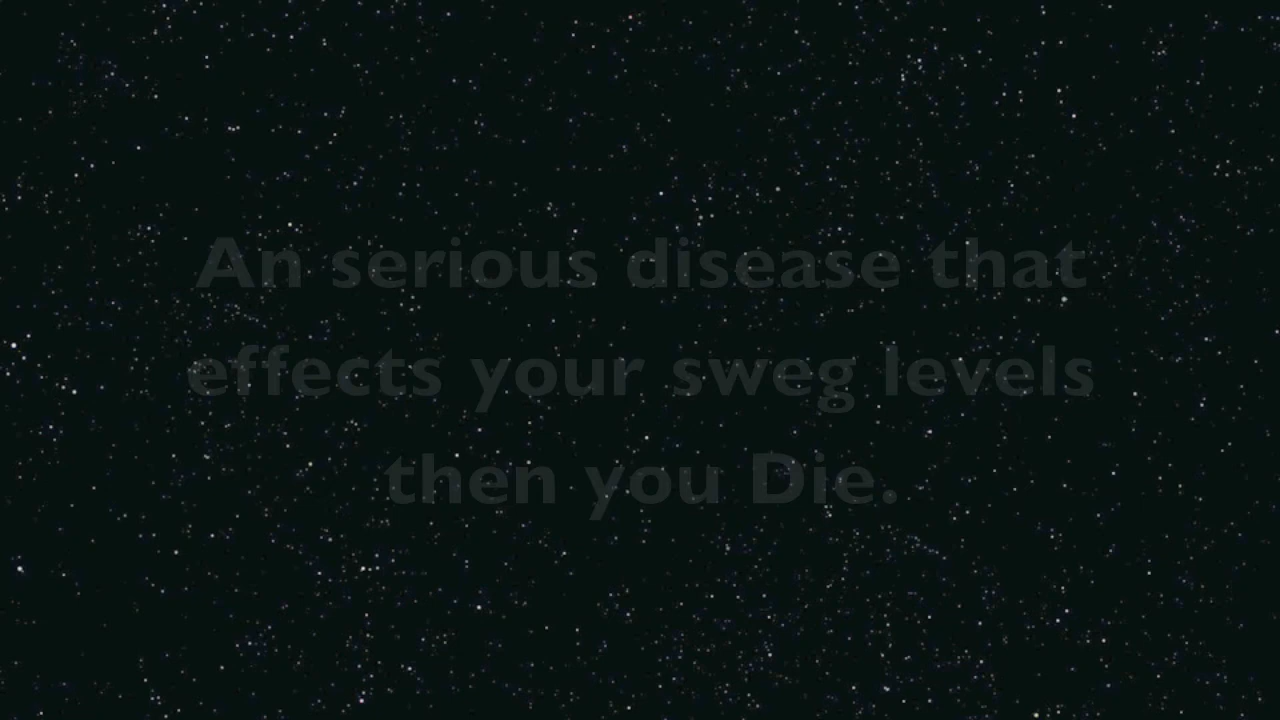 An serious disease that
effects your sweg levels
then you Die.